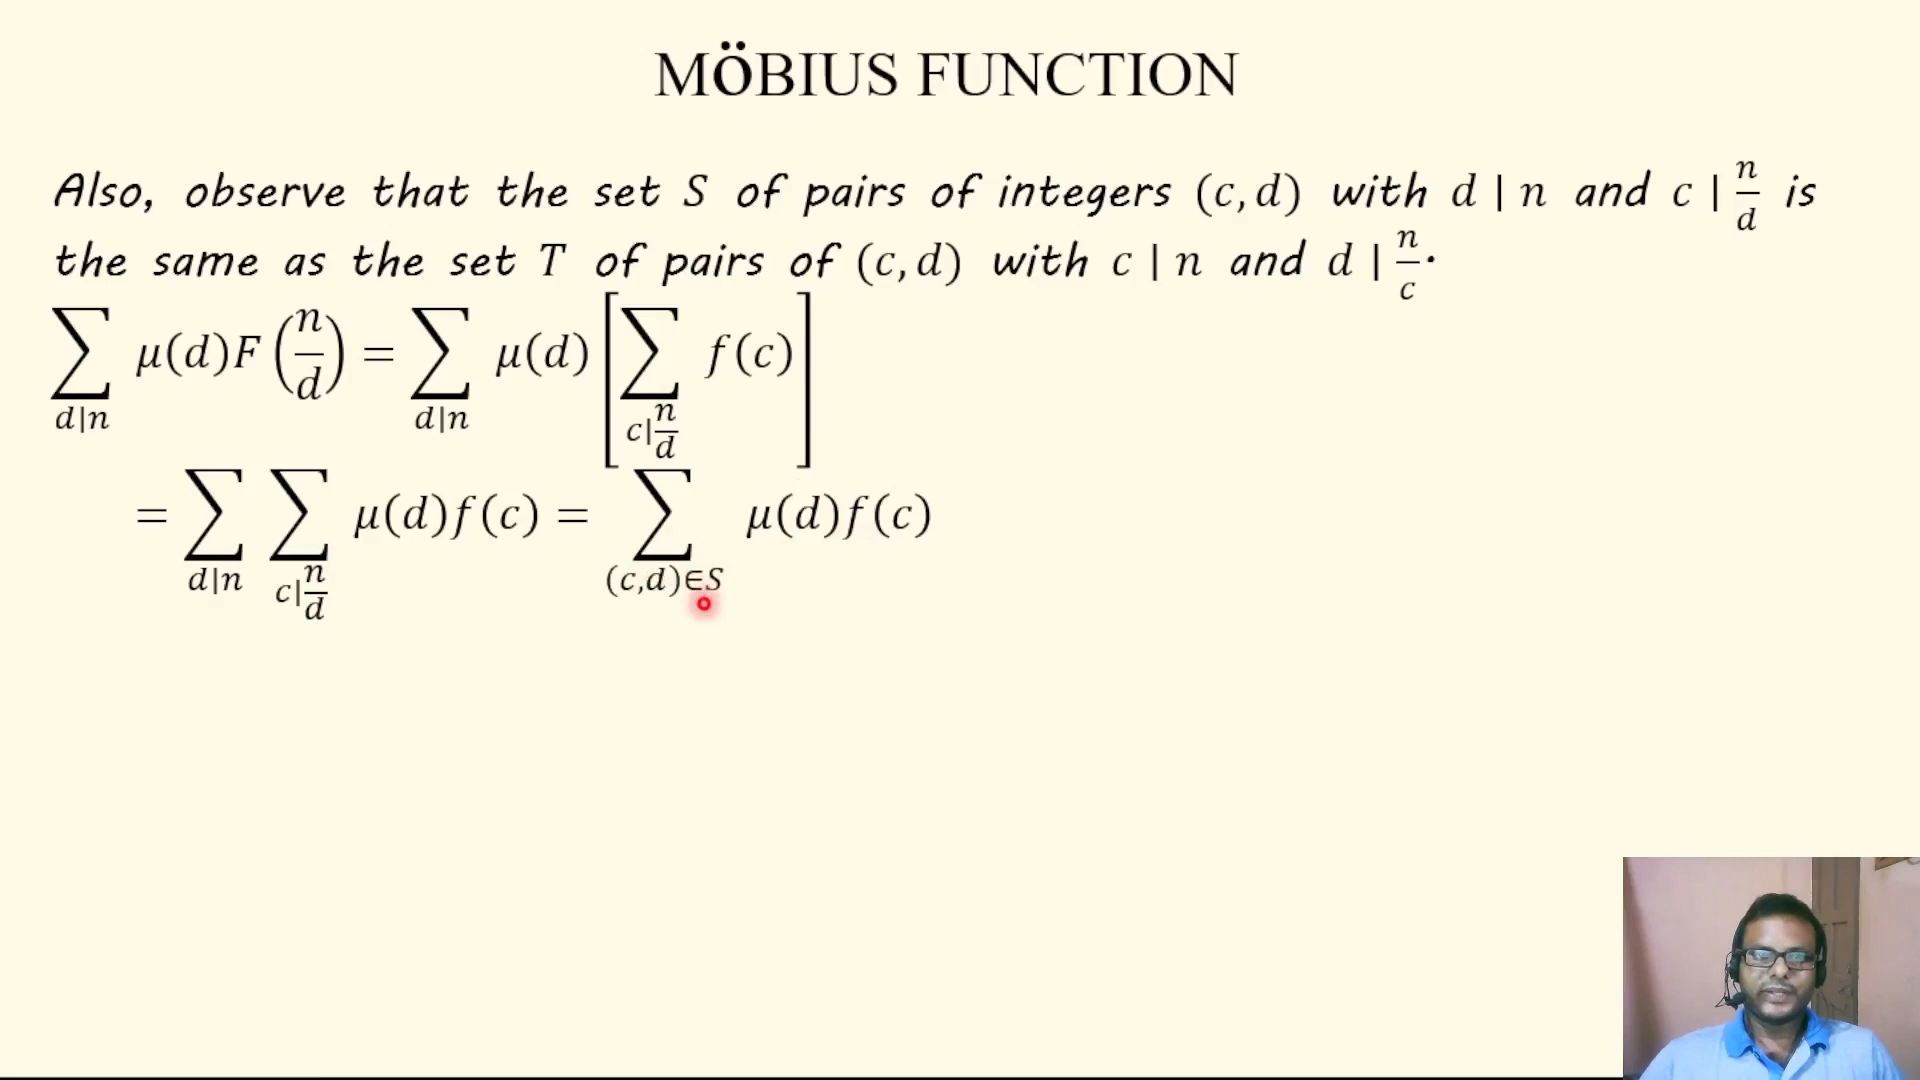 MÖBIUS FUNCTION
Also, observe that the set S of pairs of integers (c, d) with d | n and c | n/d is
the same as the set T of pairs of (c, d) with c | n and d | n/c.
∑_{d|n} μ(d)F(n/d) = ∑_{d|n} μ(d) [∑_{c|n/d} f(c)]
= ∑_{d|n} ∑_{c|n/d} μ(d)f(c) = ∑_{(c,d)∈S} μ(d)f(c)